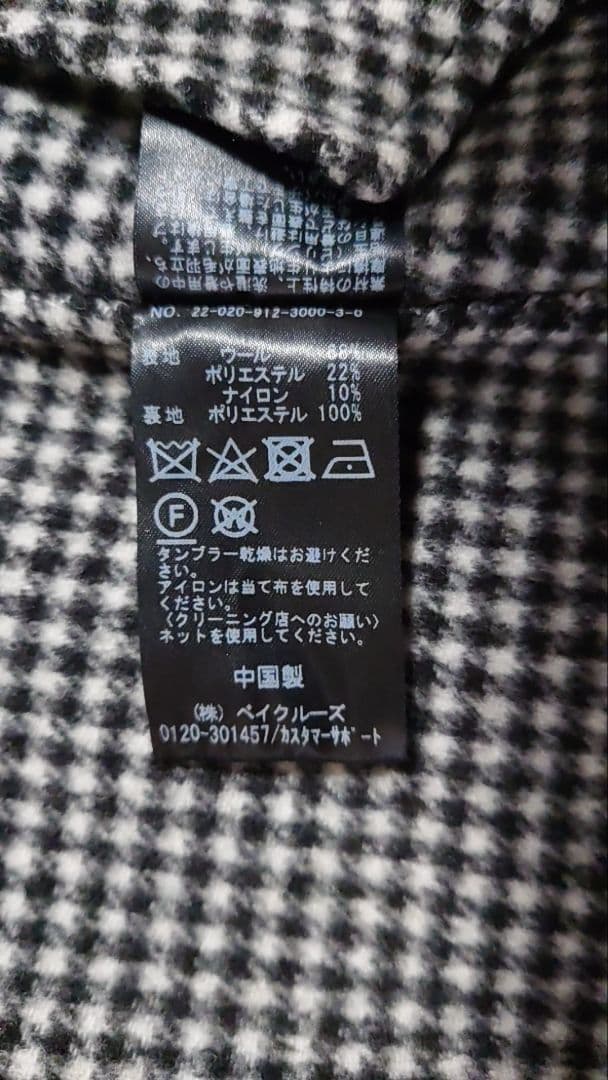 NO. 22-020-912-3000-3-0
表地 ウール 68%
ポリエステル 22%
ナイロン 10%
裏地 ポリエステル 100%
F
W
タンブラー乾燥はお避けくだ
さい。
アイロンは当て布を使用して
ください。
〈クリーニング店へのお願い〉
ネットを使用してください。
中国製
(株) ベイクルーズ
0120-301457/カスタマーサポート